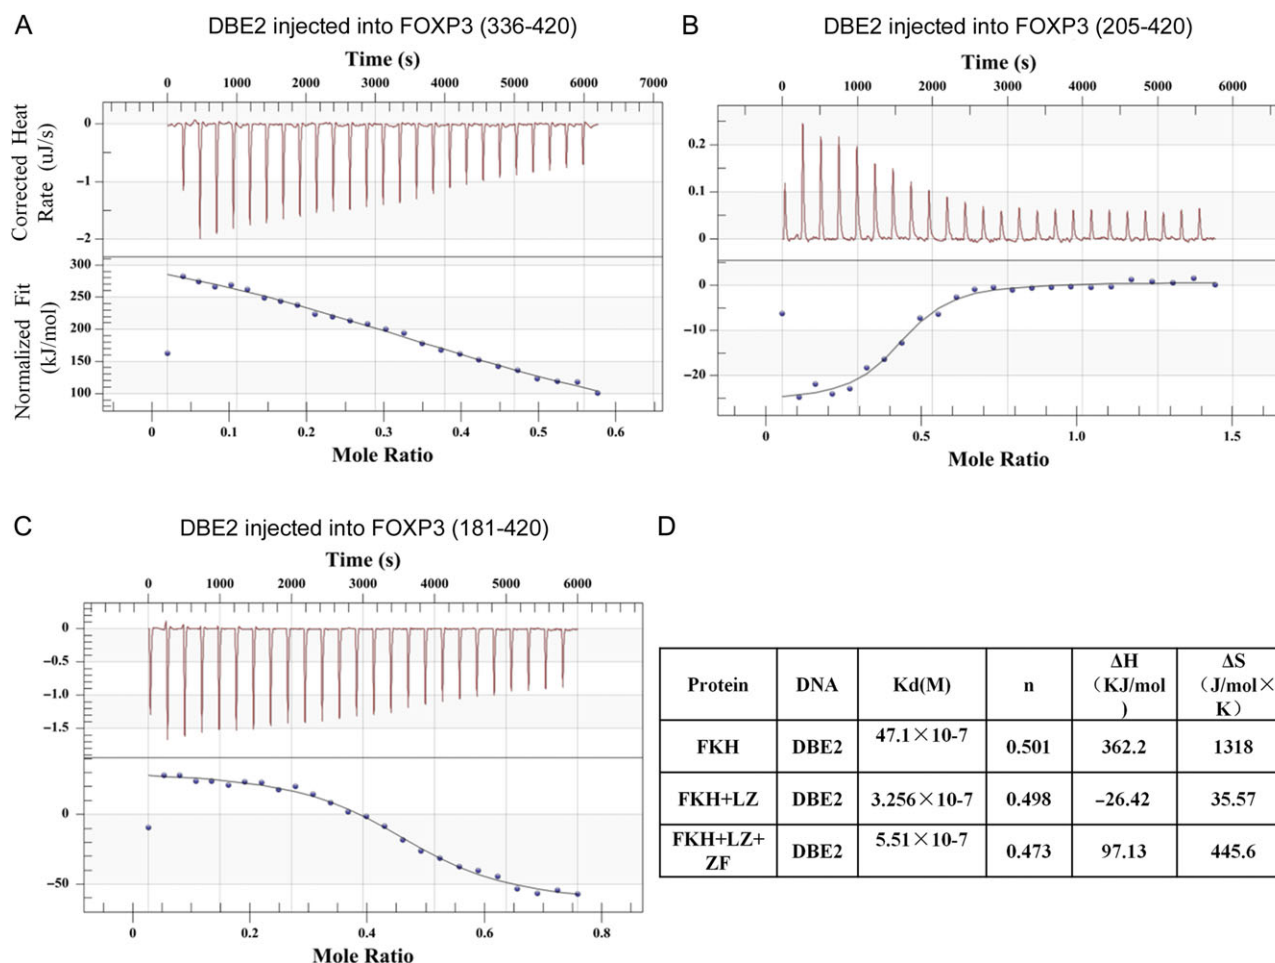 A
DBE2 injected into FOXP3 (336-420)
Time (s)
0 1000 2000 3000 4000 5000 6000 7000
Corrected Heat
Rate (uJ/s)
0
−1
−2
Normalized Fit
(kJ/mol)
300
250
200
150
100
0 0.1 0.2 0.3 0.4 0.5 0.6
Mole Ratio
B
DBE2 injected into FOXP3 (205-420)
Time (s)
0 1000 2000 3000 4000 5000 6000
0.2
0.1
0
0
−10
−20
0 0.5 1.0 1.5
Mole Ratio
C
DBE2 injected into FOXP3 (181-420)
Time (s)
0 1000 2000 3000 4000 5000 6000
0
−0.5
−1.0
−1.5
0
−50
0 0.2 0.4 0.6 0.8
Mole Ratio
D
Protein DNA Kd(M) n ΔH（KJ/mol) ΔS（J/mol×K）
FKH DBE2 47.1×10-7 0.501 362.2 1318
FKH+LZ DBE2 3.256×10-7 0.498 −26.42 35.57
FKH+LZ+ZF DBE2 5.51×10-7 0.473 97.13 445.6